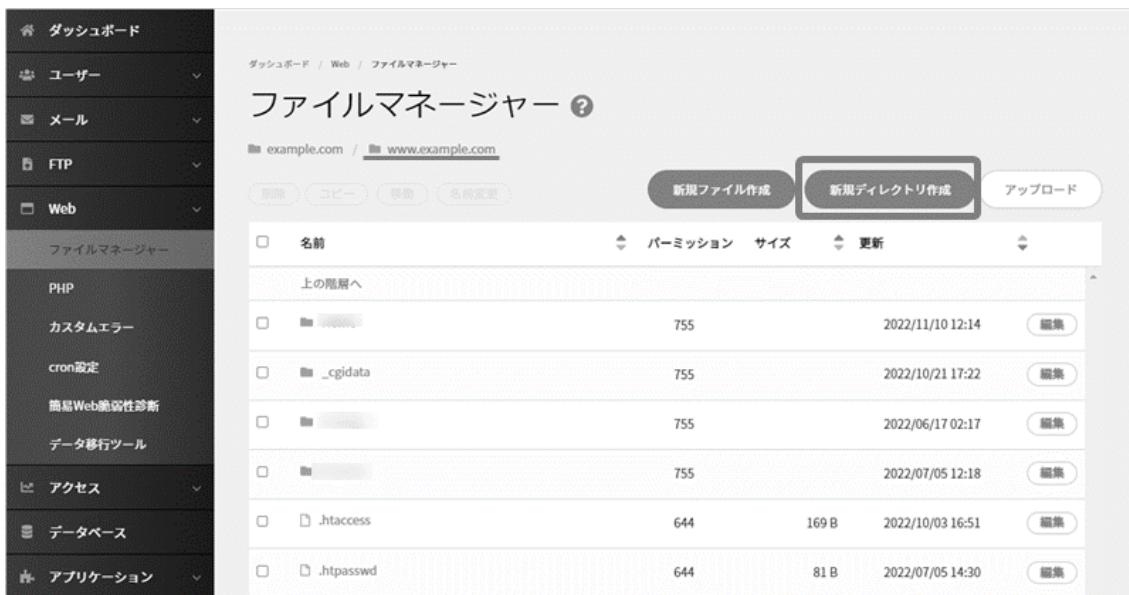 ダッシュボード
ユーザー
メール
FTP
Web
ファイルマネージャー
PHP
カスタムエラー
cron設定
簡易Web脆弱性診断
データ移行ツール
アクセス
データベース
アプリケーション
ダッシュボード / Web / ファイルマネージャー
ファイルマネージャー ?
example.com / www.example.com
削除 コピー 移動 名前変更 新規ファイル作成 新規ディレクトリ作成 アップロード
名前 パーミッション サイズ 更新
上の階層へ
755 2022/11/10 12:14 編集
_cgidata 755 2022/10/21 17:22 編集
755 2022/06/17 02:17 編集
755 2022/07/05 12:18 編集
.htaccess 644 169 B 2022/10/03 16:51 編集
.htpasswd 644 81 B 2022/07/05 14:30 編集